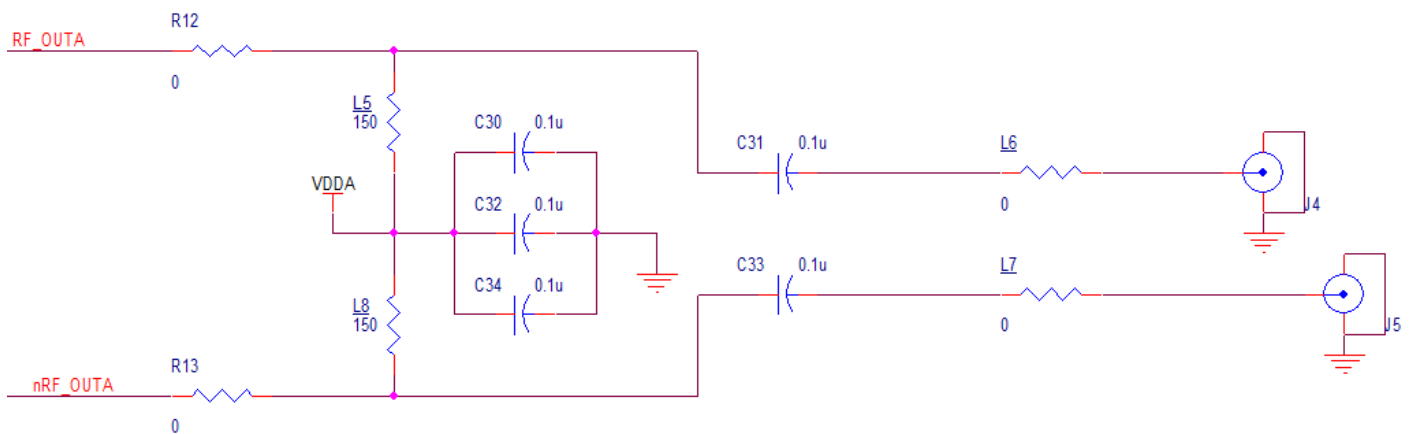 R12
RF_OUTA
0
L5
150
C30 0.1u
C31 0.1u
L6
VDDA
C32 0.1u
0
J4
C34 0.1u
C33 0.1u
L7
L8
150
0
J5
R13
nRF_OUTA
0